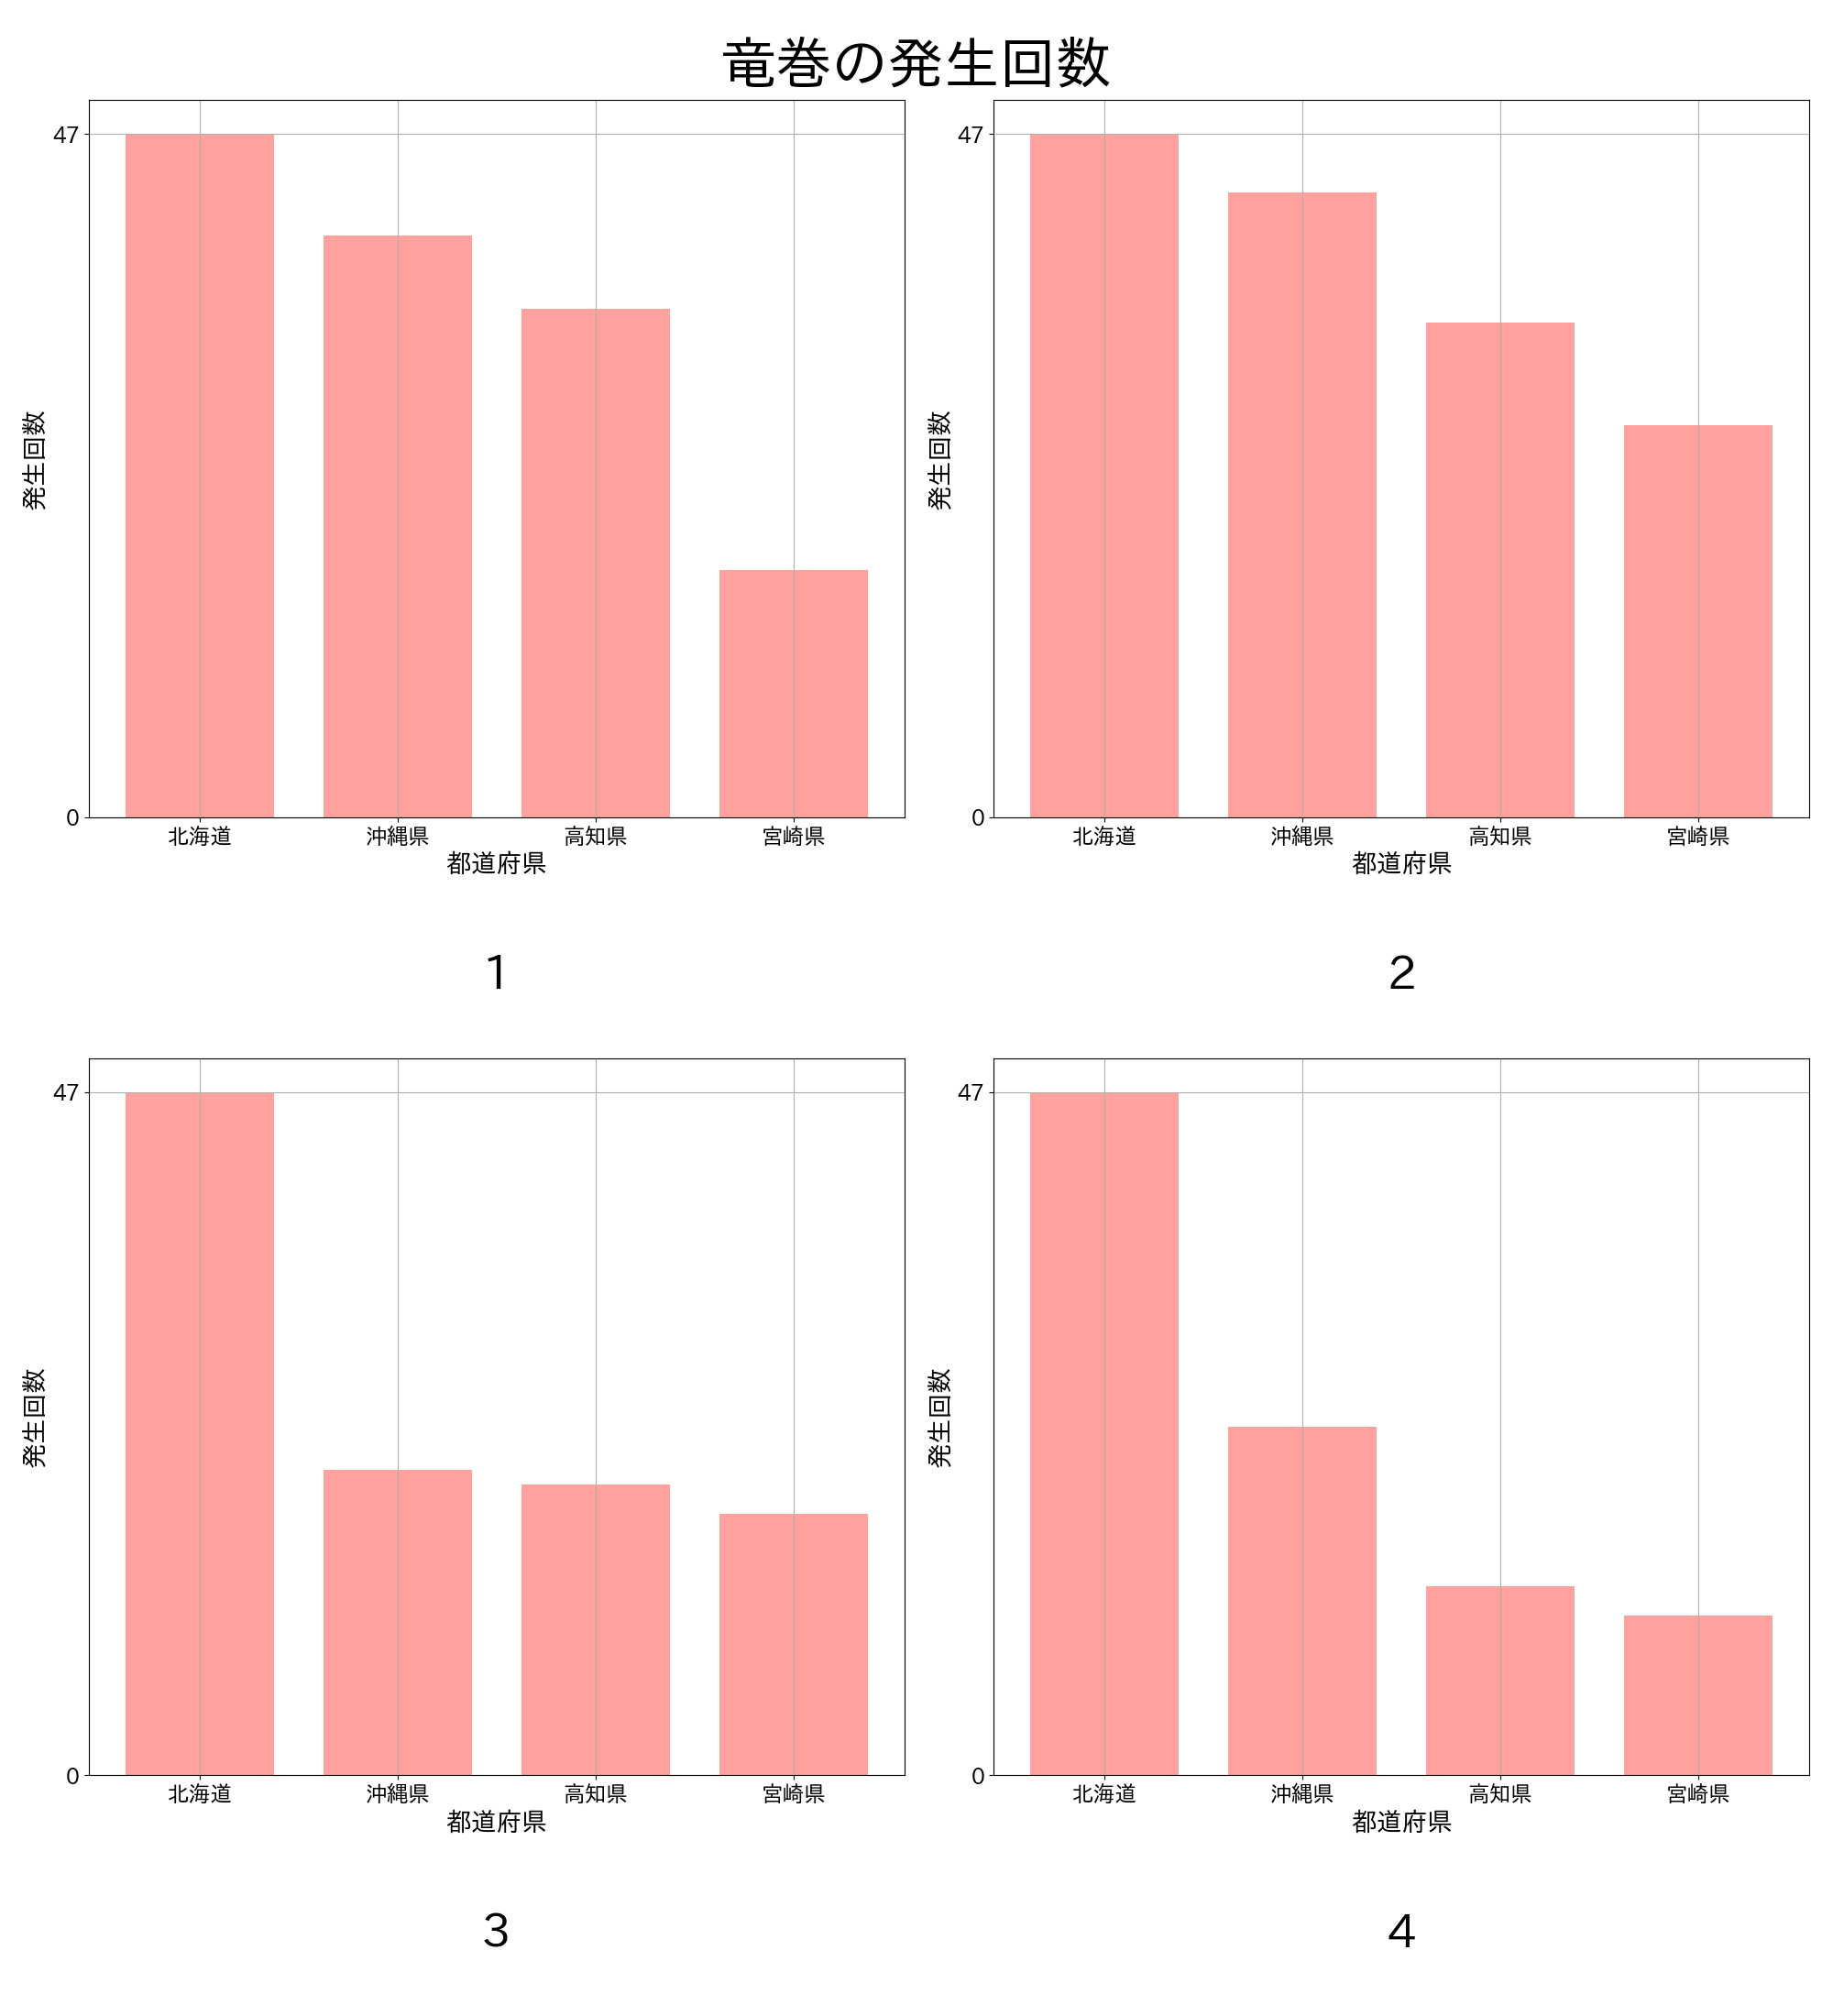 竜巻の発生回数
47
0
発生回数
北海道 沖縄県 高知県 宮崎県
都道府県
1
47
0
発生回数
北海道 沖縄県 高知県 宮崎県
都道府県
2
47
0
発生回数
北海道 沖縄県 高知県 宮崎県
都道府県
3
47
0
発生回数
北海道 沖縄県 高知県 宮崎県
都道府県
4